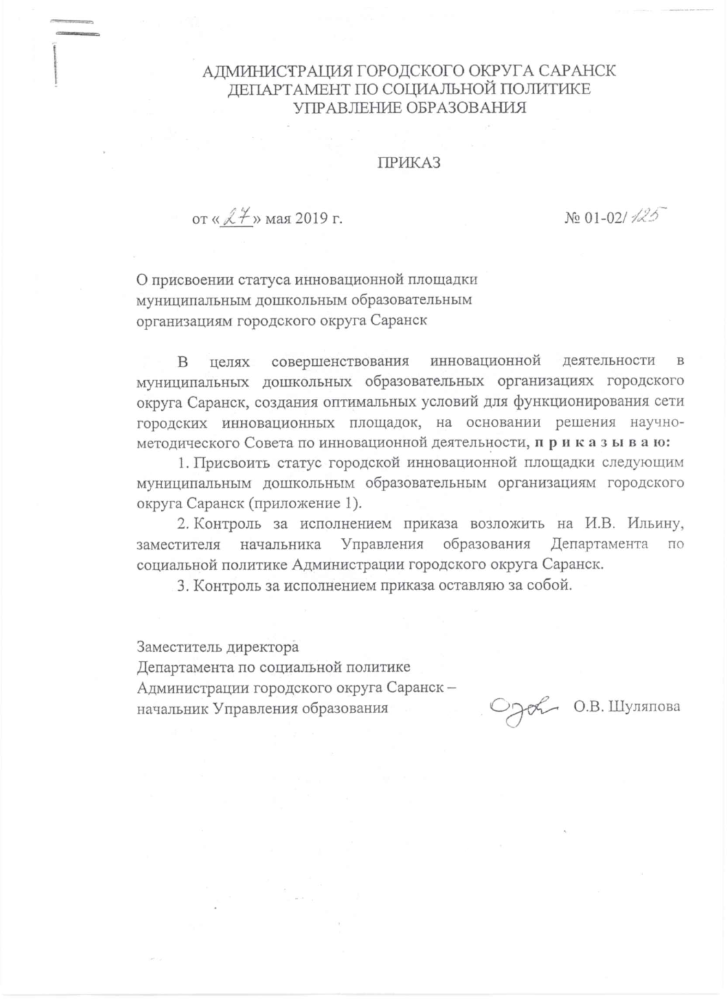 АДМИНИСТРАЦИЯ ГОРОДСКОГО ОКРУГА САРАНСК
ДЕПАРТАМЕНТ ПО СОЦИАЛЬНОЙ ПОЛИТИКЕ
УПРАВЛЕНИЕ ОБРАЗОВАНИЯ
ПРИКАЗ
от «27» мая 2019 г. № 01-02/125
О присвоении статуса инновационной площадки
муниципальным дошкольным образовательным
организациям городского округа Саранск
В целях совершенствования инновационной деятельности в
муниципальных дошкольных образовательных организациях городского
округа Саранск, создания оптимальных условий для функционирования сети
городских инновационных площадок, на основании решения научно-
методического Совета по инновационной деятельности, п р и к а з ы в а ю:
1. Присвоить статус городской инновационной площадки следующим
муниципальным дошкольным образовательным организациям городского
округа Саранск (приложение 1).
2. Контроль за исполнением приказа возложить на И.В. Ильину,
заместителя начальника Управления образования Департамента по
социальной политике Администрации городского округа Саранск.
3. Контроль за исполнением приказа оставляю за собой.
Заместитель директора
Департамента по социальной политике
Администрации городского округа Саранск –
начальник Управления образования О.В. Шуляпова